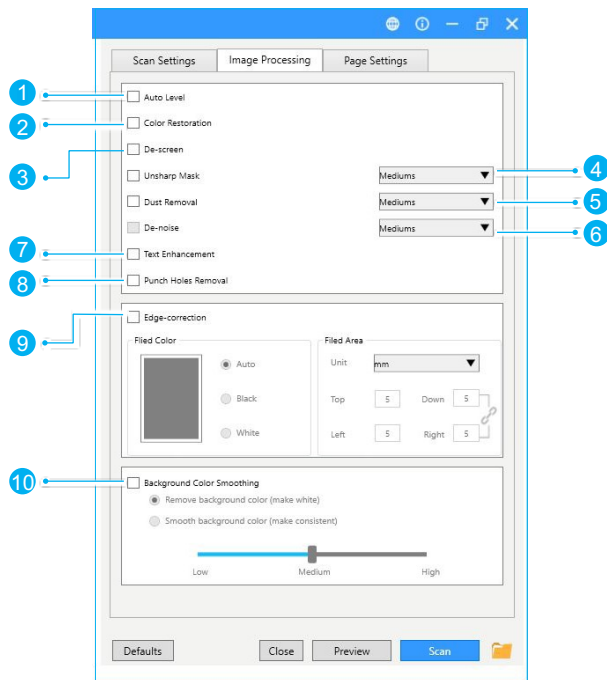 Scan Settings Image Processing Page Settings
1 Auto Level
2 Color Restoration
3 De-screen
Unsharp Mask Mediums 4
Dust Removal Mediums 5
De-noise Mediums 6
7 Text Enhancement
8 Punch Holes Removal
9 Edge-correction
Flied Color Filed Area
Auto Unit mm
Black Top 5 Down 5
White Left 5 Right 5
10 Background Color Smoothing
Remove background color (make white)
Smooth background color (make consistent)
Low Medium High
Defaults Close Preview Scan